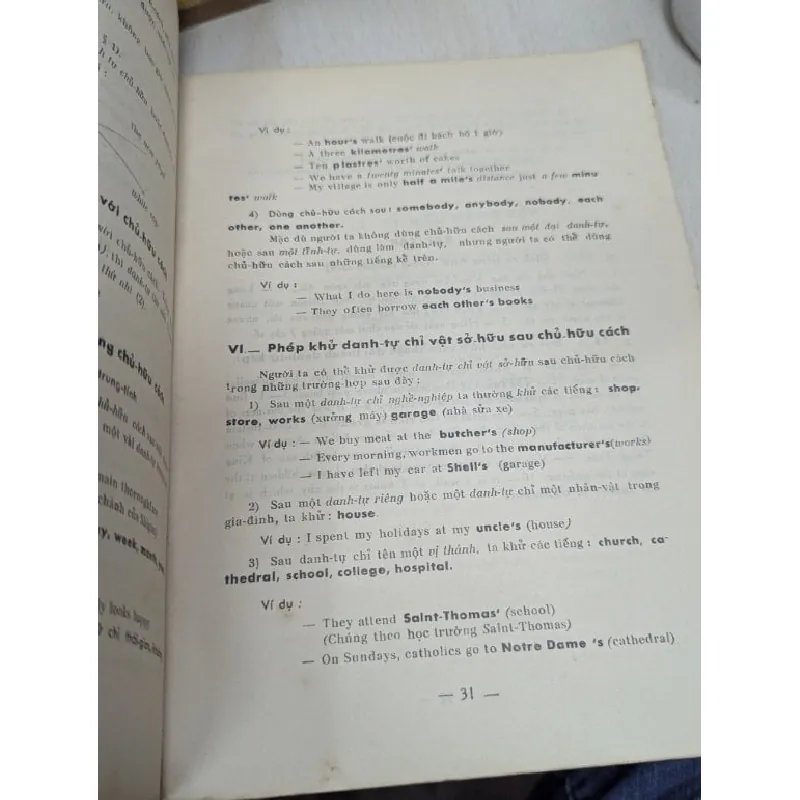 Ví dụ :
— An hour's walk (cuộc đi bách bộ 1 giờ)
— A three kilometres' walk
— Ten piastres' worth of cakes
— We have a twenty minutes' talk together
— My village is only half a mile's distance just a few minu
tes' walk
4) Dùng chủ-hữu cách sau : somebody, anybody, nobody, each
other, one another.
Mặc dù người ta không dùng chủ-hữu cách sau một đại danh-tự,
hoặc sau một tĩnh-tự, dùng làm danh-tự, nhưng người ta có thể dùng
chủ-hữu cách sau những tiếng kể trên.
Ví dụ :
— What I do here is nobody's business
— They often borrow each other's books
VI.— Phép khử danh-tự chỉ vật sở-hữu sau chủ-hữu cách
Người ta có thể khử được danh-tự chỉ vật sở-hữu sau chủ-hữu cách
trong những trường-hợp sau đây :
1) Sau một danh-tự chỉ nghề-nghiệp ta thường khử các tiếng : shop,
store, works (xưởng máy) garage (nhà sửa xe)
Ví dụ : — We buy meat at the butcher's (shop)
— Every morning, workmen go to the manufacturer's(works)
— I have left my car at Shell's (garage)
2) Sau một danh-tự riêng hoặc một danh-tự chỉ một nhân-vật trong
gia-đình, ta khử : house.
Ví dụ : I spent my holidays at my uncle's (house)
3) Sau danh-tự chỉ tên một vị thánh, ta khử các tiếng : church, ca-
thedral, school, college, hospital.
Ví dụ :
— They attend Saint-Thomas' (school)
(Chúng theo học trường Saint-Thomas)
— On Sundays, catholics go to Notre Dame 's (cathedral)
— 31 —